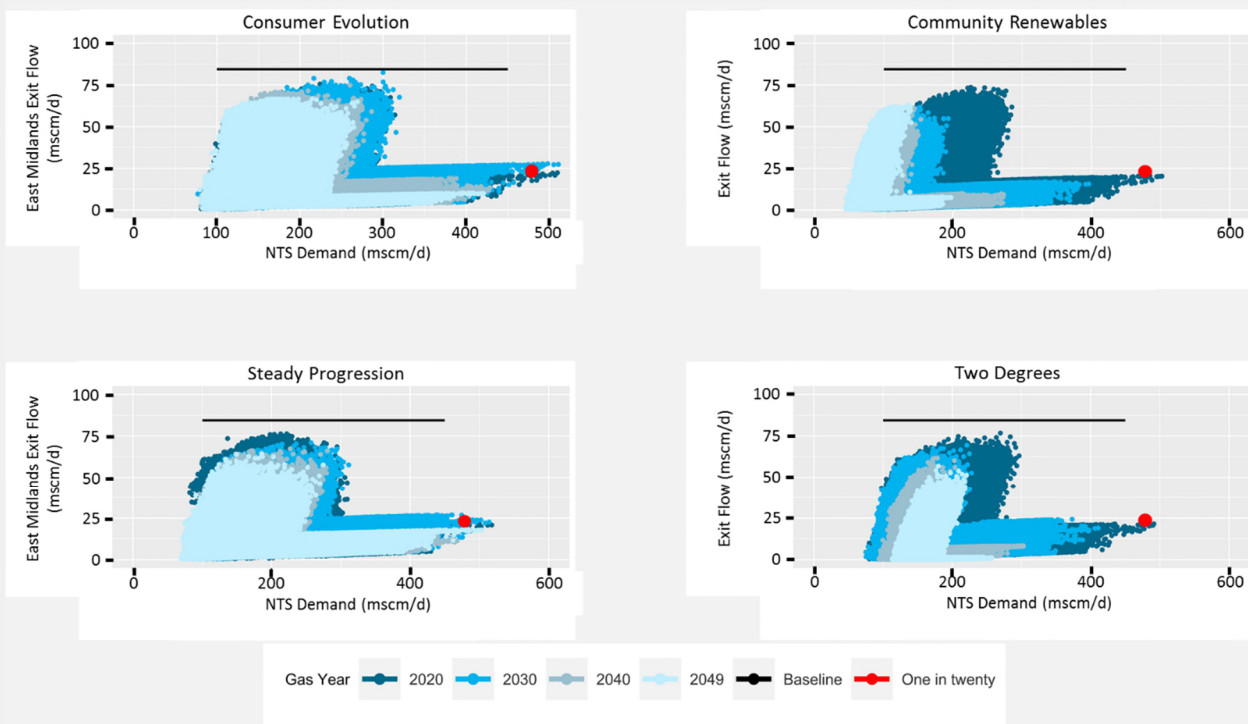 Consumer Evolution
East Midlands Exit Flow
(mscm/d)
100
75
50
25
0
0 100 200 300 400 500
NTS Demand (mscm/d)
Community Renewables
Exit Flow (mscm/d)
100
75
50
25
0
0 200 400 600
NTS Demand (mscm/d)
Steady Progression
East Midlands Exit Flow
(mscm/d)
100
75
50
25
0
0 200 400 600
NTS Demand (mscm/d)
Two Degrees
Exit Flow (mscm/d)
100
75
50
25
0
0 200 400 600
NTS Demand (mscm/d)
Gas Year 2020 2030 2040 2049 Baseline One in twenty